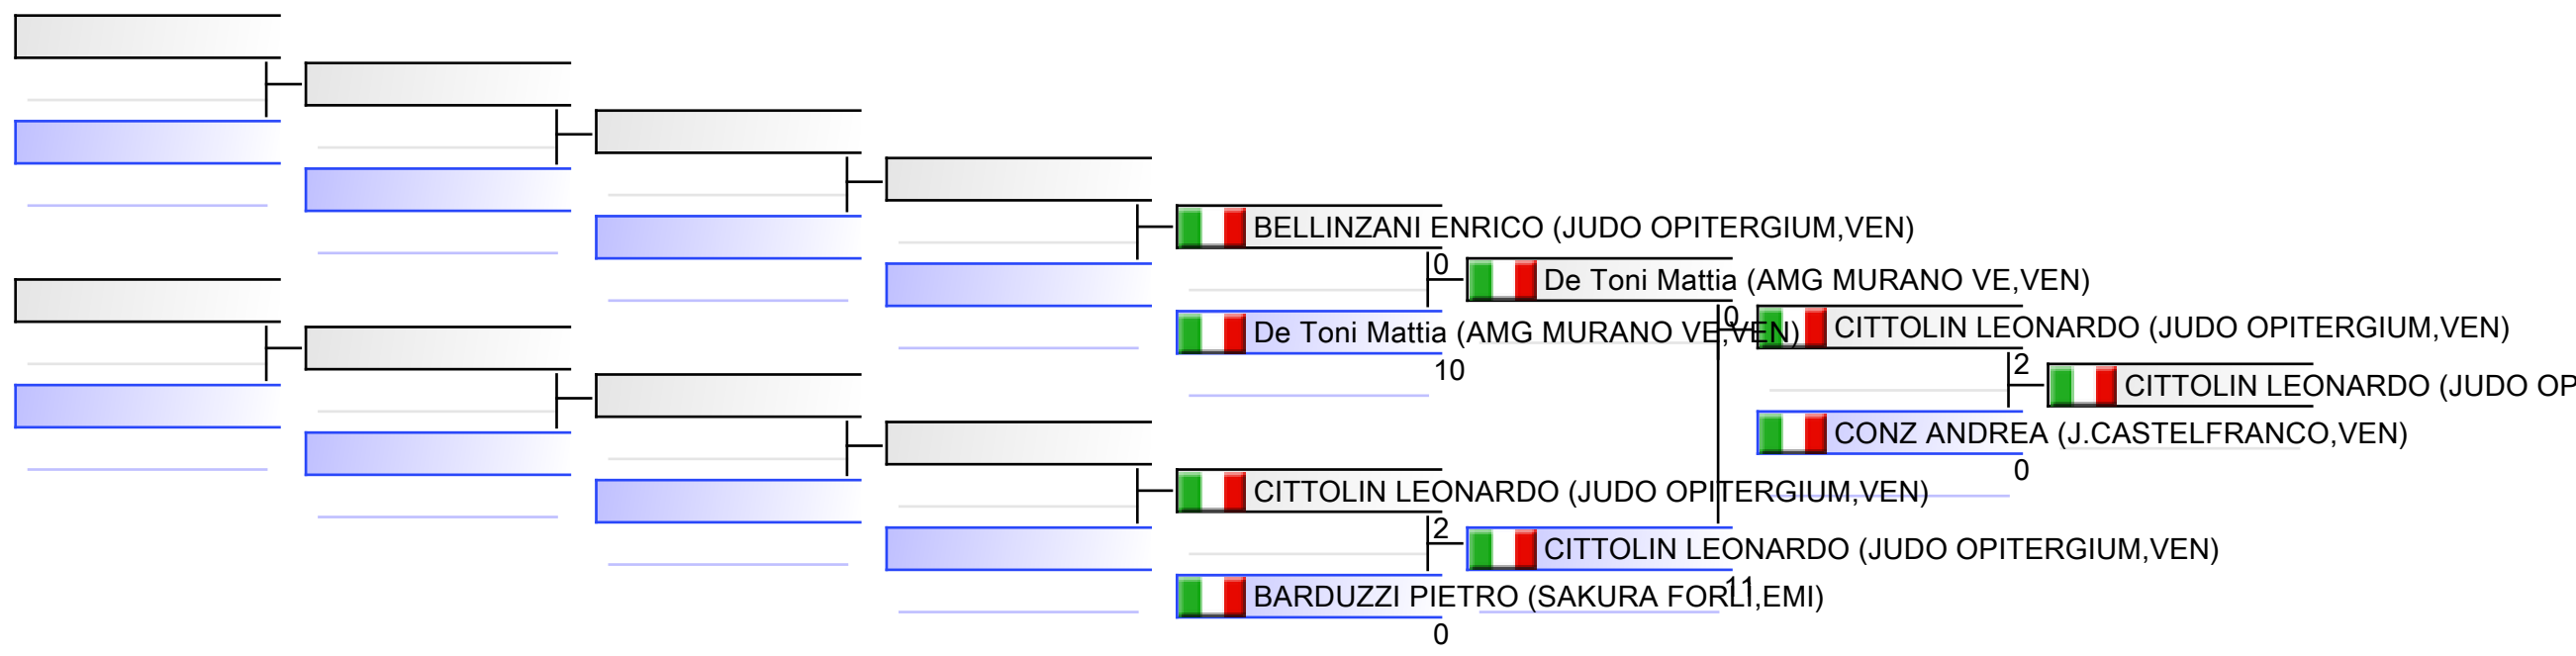 BELLINZANI ENRICO (JUDO OPITERGIUM,VEN)
0
De Toni Mattia (AMG MURANO VE,VEN)
De Toni Mattia (AMG MURANO VE,VEN)
10
0
CITTOLIN LEONARDO (JUDO OPITERGIUM,VEN)
2
CITTOLIN LEONARDO (JUDO OP
CONZ ANDREA (J.CASTELFRANCO,VEN)
0
CITTOLIN LEONARDO (JUDO OPITERGIUM,VEN)
2
CITTOLIN LEONARDO (JUDO OPITERGIUM,VEN)
11
BARDUZZI PIETRO (SAKURA FORLÌ,EMI)
0